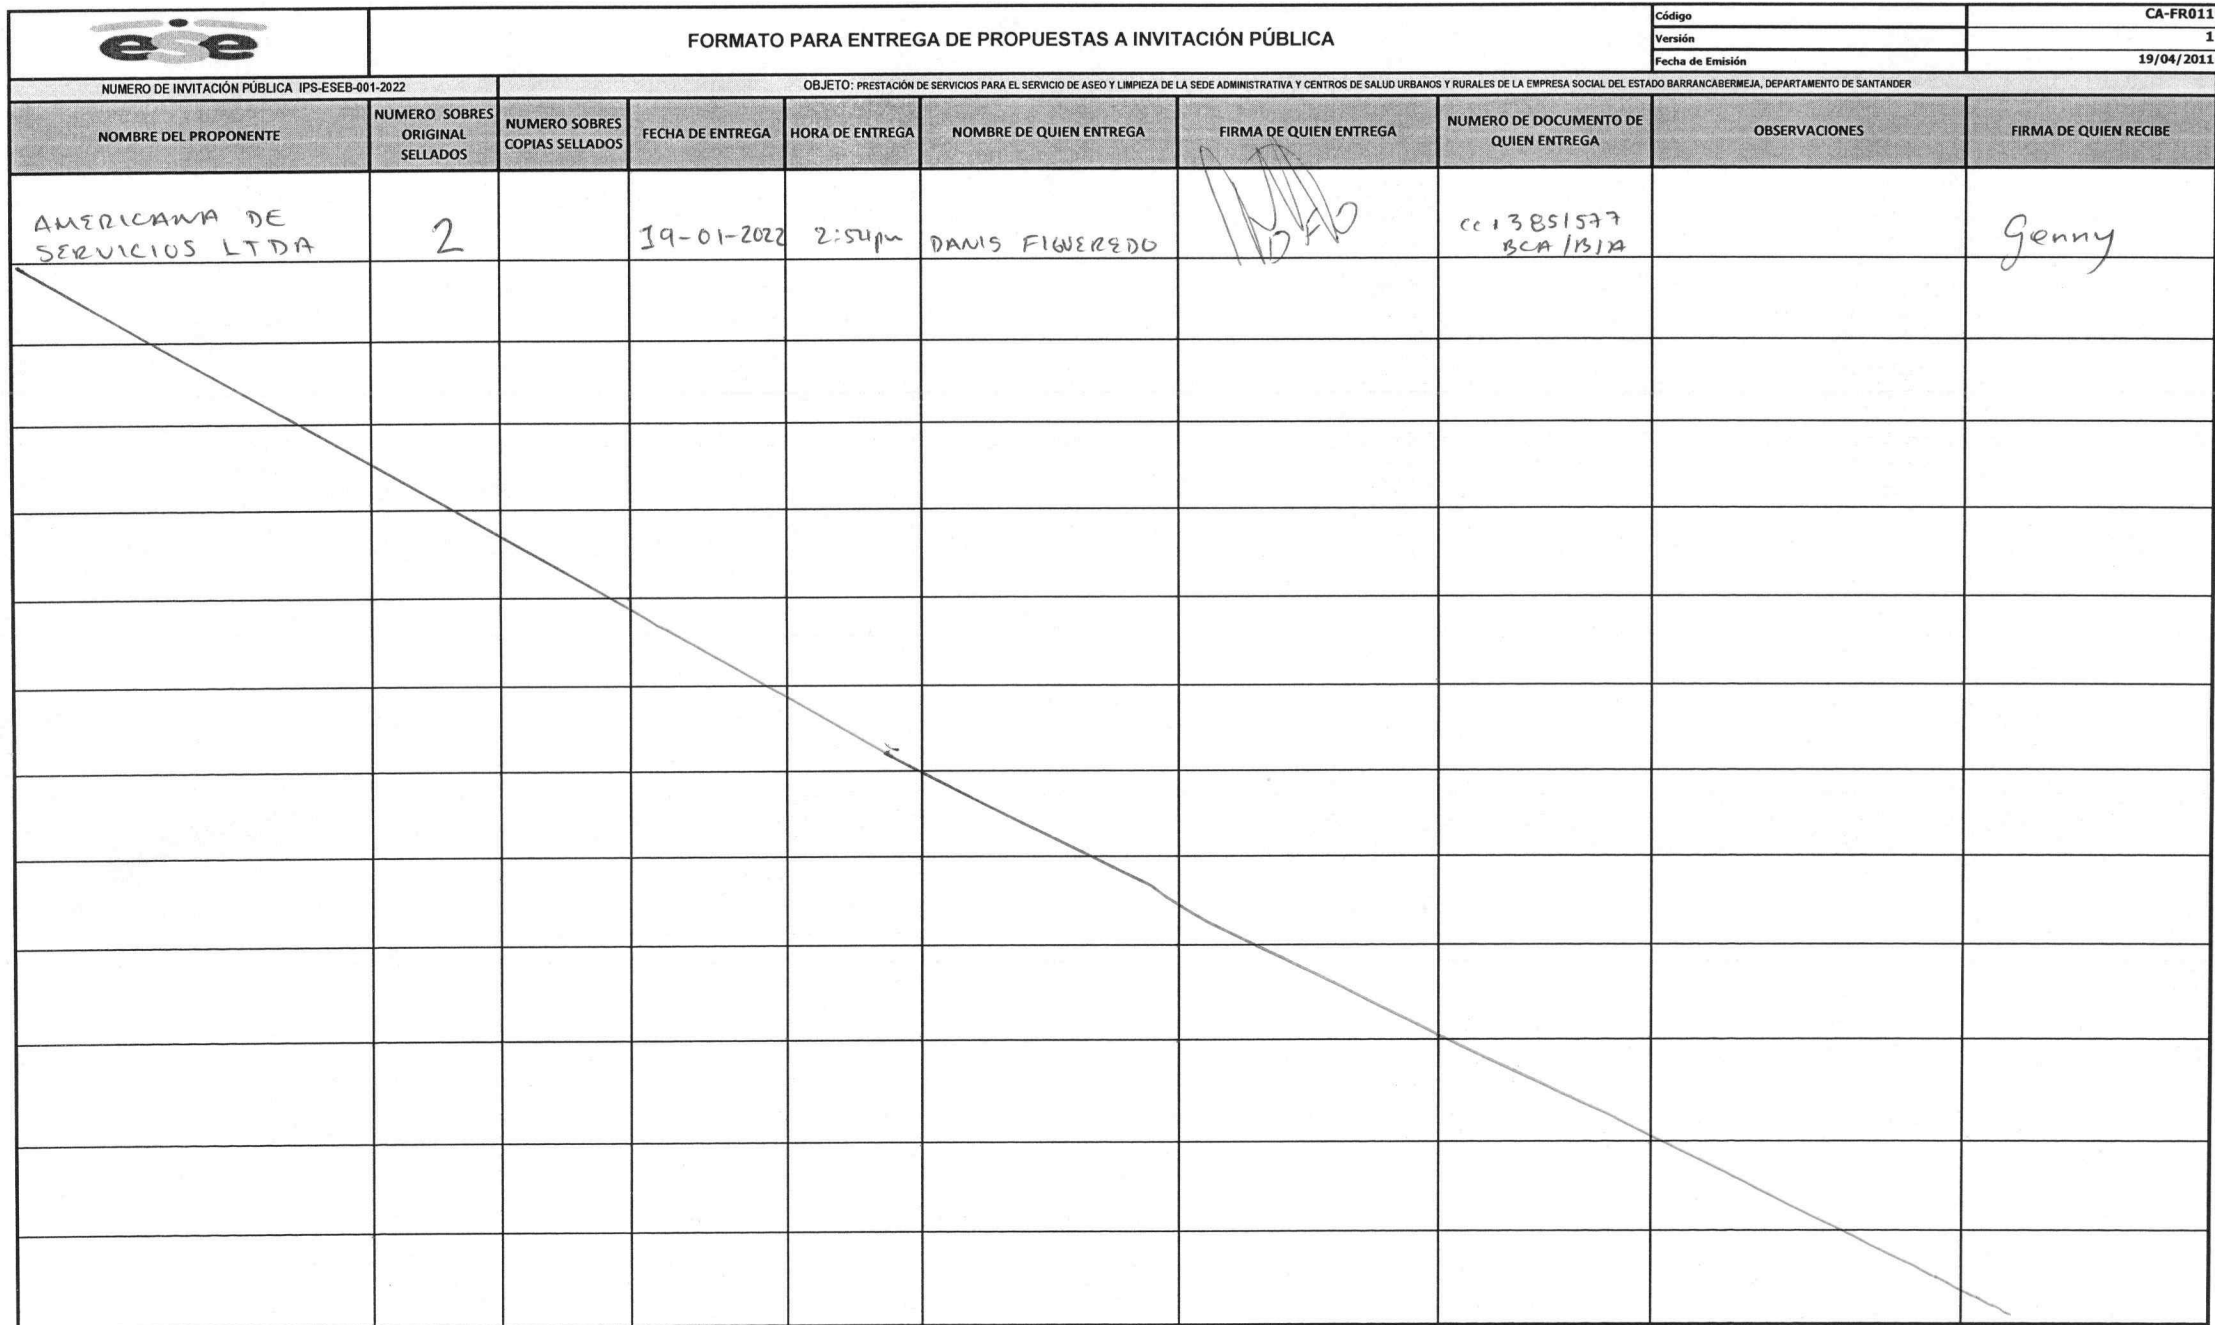 ese
FORMATO PARA ENTREGA DE PROPUESTAS A INVITACIÓN PÚBLICA
Código CA-FR011
Versión 1
Fecha de Emisión 19/04/2011
NUMERO DE INVITACIÓN PÚBLICA IPS-ESEB-001-2022
OBJETO: PRESTACIÓN DE SERVICIOS PARA EL SERVICIO DE ASEO Y LIMPIEZA DE LA SEDE ADMINISTRATIVA Y CENTROS DE SALUD URBANOS Y RURALES DE LA EMPRESA SOCIAL DEL ESTADO BARRANCABERMEJA, DEPARTAMENTO DE SANTANDER
NOMBRE DEL PROPONENTE
NUMERO SOBRES
ORIGINAL
SELLADOS
NUMERO SOBRES
COPIAS SELLADOS
FECHA DE ENTREGA
HORA DE ENTREGA
NOMBRE DE QUIEN ENTREGA
FIRMA DE QUIEN ENTREGA
NUMERO DE DOCUMENTO DE
QUIEN ENTREGA
OBSERVACIONES
FIRMA DE QUIEN RECIBE
AMERICANA DE
SERVICIOS LTDA
2
19-01-2022
2:54pm
DANIS FIGUEREDO
cc 13851577
BCA/B/JA
Genny